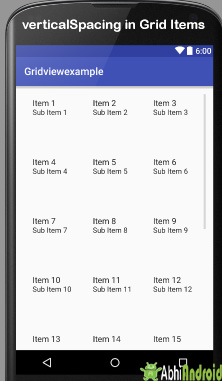 verticalSpacing in Grid Items
6:00
Gridviewexample
Item 1 Item 2 Item 3
Sub Item 1 Sub Item 2 Sub Item 3
Item 4 Item 5 Item 6
Sub Item 4 Sub Item 5 Sub Item 6
Item 7 Item 8 Item 9
Sub Item 7 Sub Item 8 Sub Item 9
Item 10 Item 11 Item 12
Sub Item 10 Sub Item 11 Sub Item 12
Item 13 Item 14 Item 15
AbhiAndroid